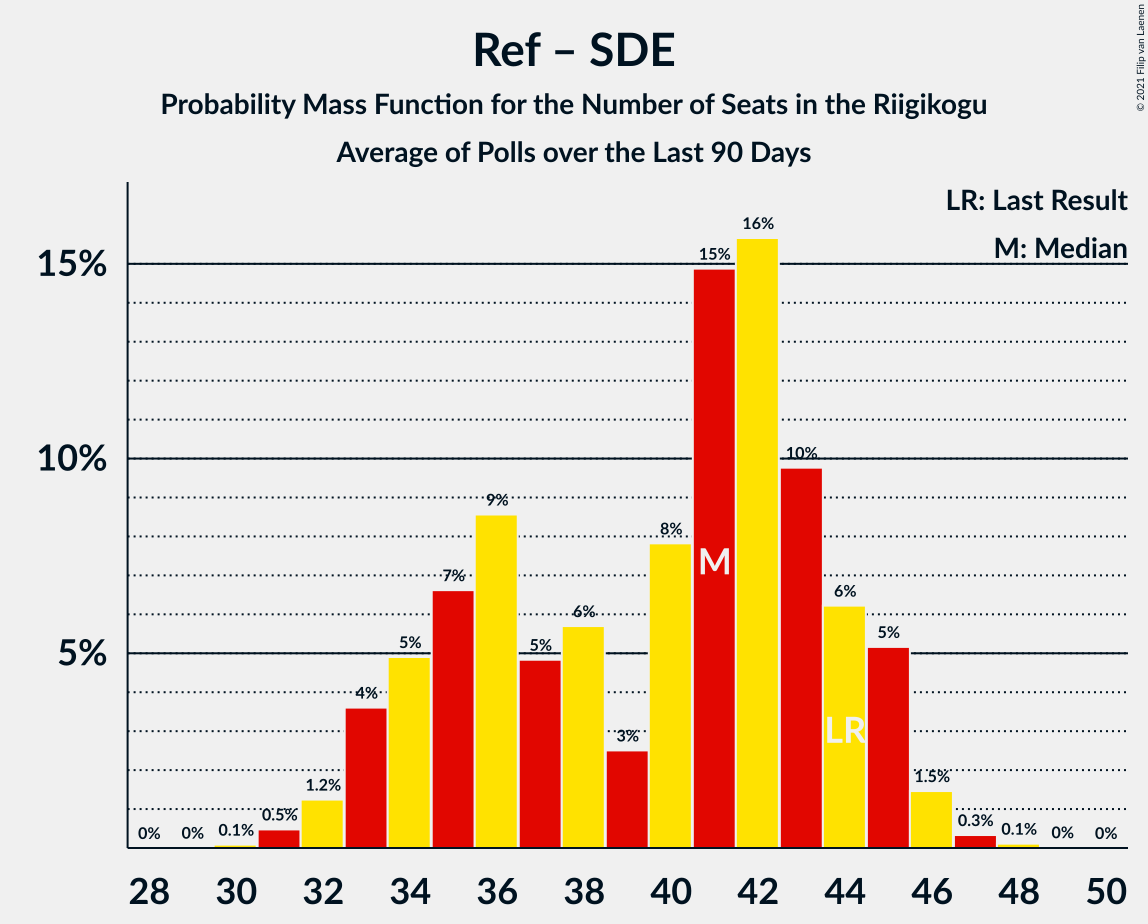 Ref – SDE
Probability Mass Function for the Number of Seats in the Riigikogu
Average of Polls over the Last 90 Days
© 2021 Filip van Laenen
LR: Last Result
M: Median
15%
10%
5%
0%
0%
0.1%
0.5%
1.2%
4%
5%
7%
9%
5%
6%
3%
8%
15%
16%
10%
6%
5%
1.5%
0.3%
0.1%
0%
0%
M
LR
28 30 32 34 36 38 40 42 44 46 48 50